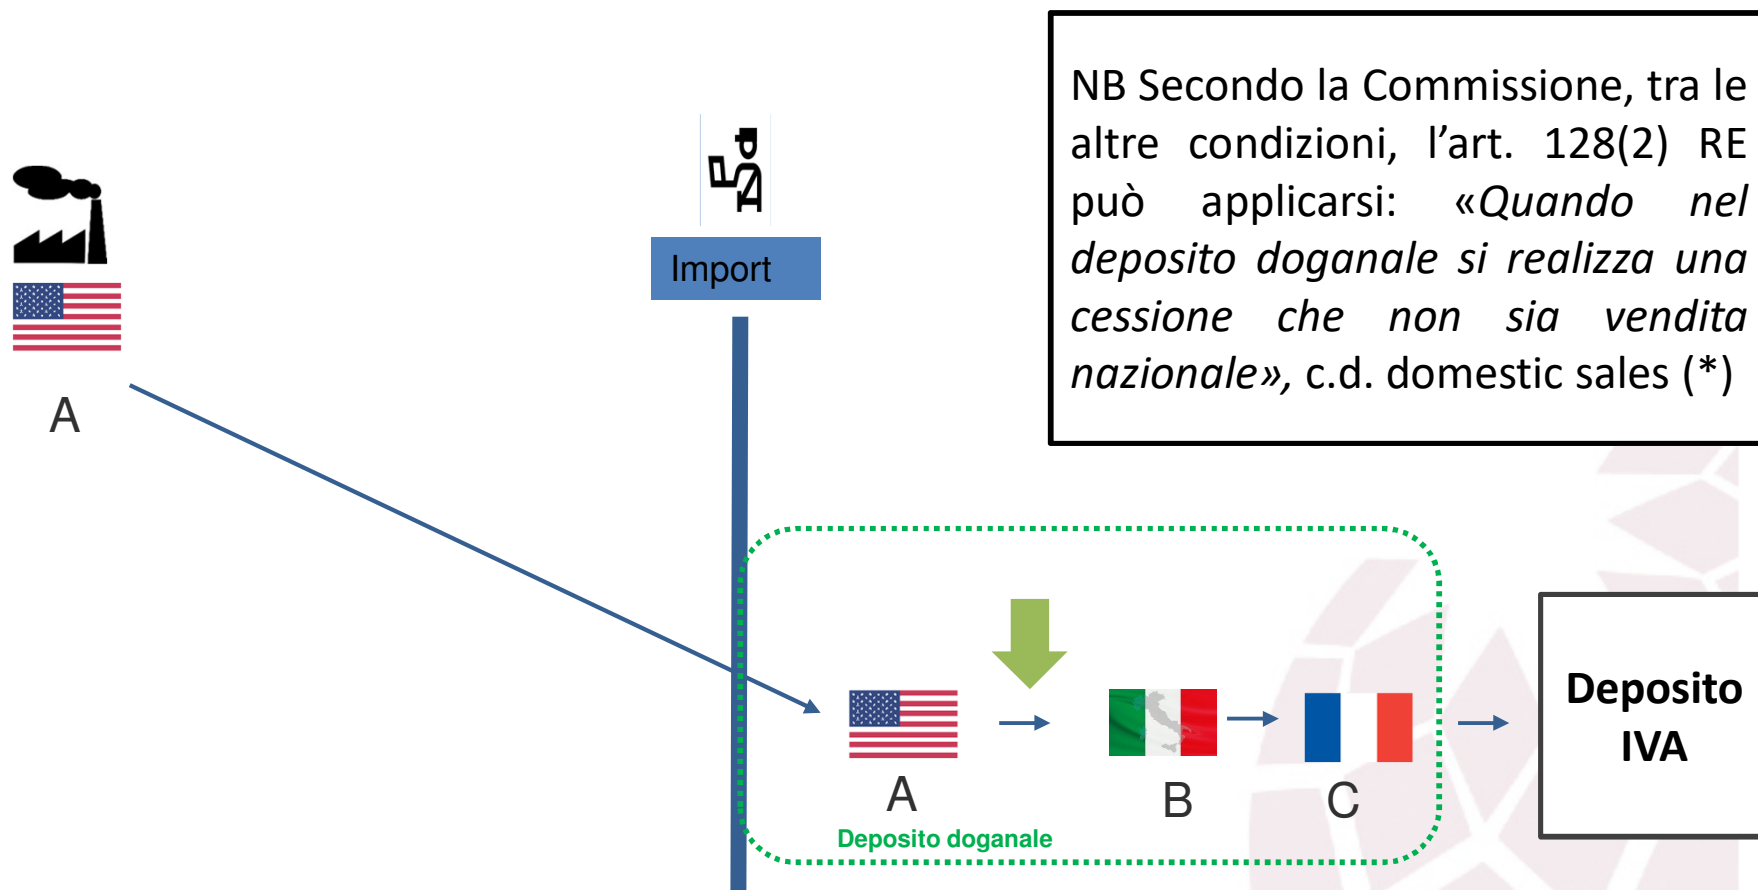 NB Secondo la Commissione, tra le
altre condizioni, l'art. 128(2) RE
può applicarsi: «Quando nel
deposito doganale si realizza una
cessione che non sia vendita
nazionale», c.d. domestic sales (*)
Import
A
A
B
C
Deposito doganale
Deposito
IVA